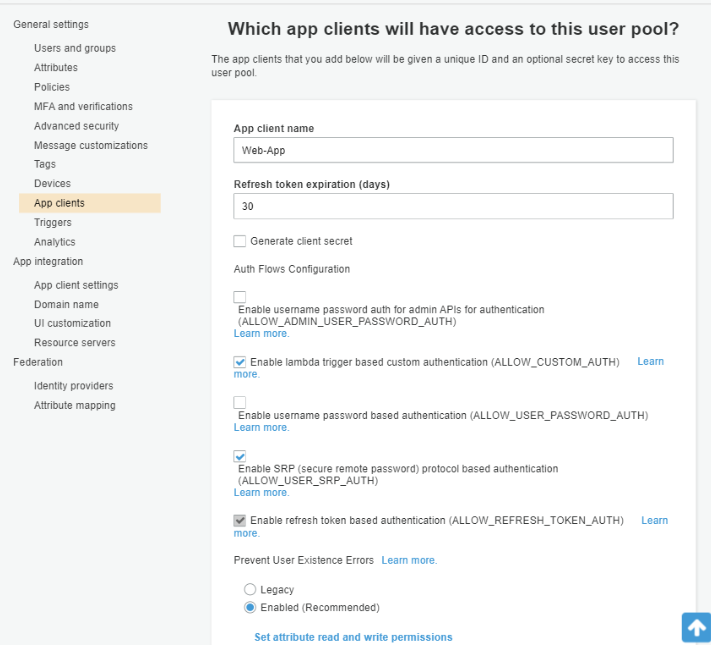 General settings
Users and groups
Attributes
Policies
MFA and verifications
Advanced security
Message customizations
Tags
Devices
App clients
Triggers
Analytics
App integration
App client settings
Domain name
UI customization
Resource servers
Federation
Identity providers
Attribute mapping
Which app clients will have access to this user pool?
The app clients that you add below will be given a unique ID and an optional secret key to access this
user pool.
App client name
Web-App
Refresh token expiration (days)
30
Generate client secret
Auth Flows Configuration
Enable username password auth for admin APIs for authentication
(ALLOW_ADMIN_USER_PASSWORD_AUTH)
Learn more.
Enable lambda trigger based custom authentication (ALLOW_CUSTOM_AUTH) Learn
more.
Enable username password based authentication (ALLOW_USER_PASSWORD_AUTH)
Learn more.
Enable SRP (secure remote password) protocol based authentication
(ALLOW_USER_SRP_AUTH)
Learn more.
Enable refresh token based authentication (ALLOW_REFRESH_TOKEN_AUTH) Learn
more.
Prevent User Existence Errors Learn more.
Legacy
Enabled (Recommended)
Set attribute read and write permissions